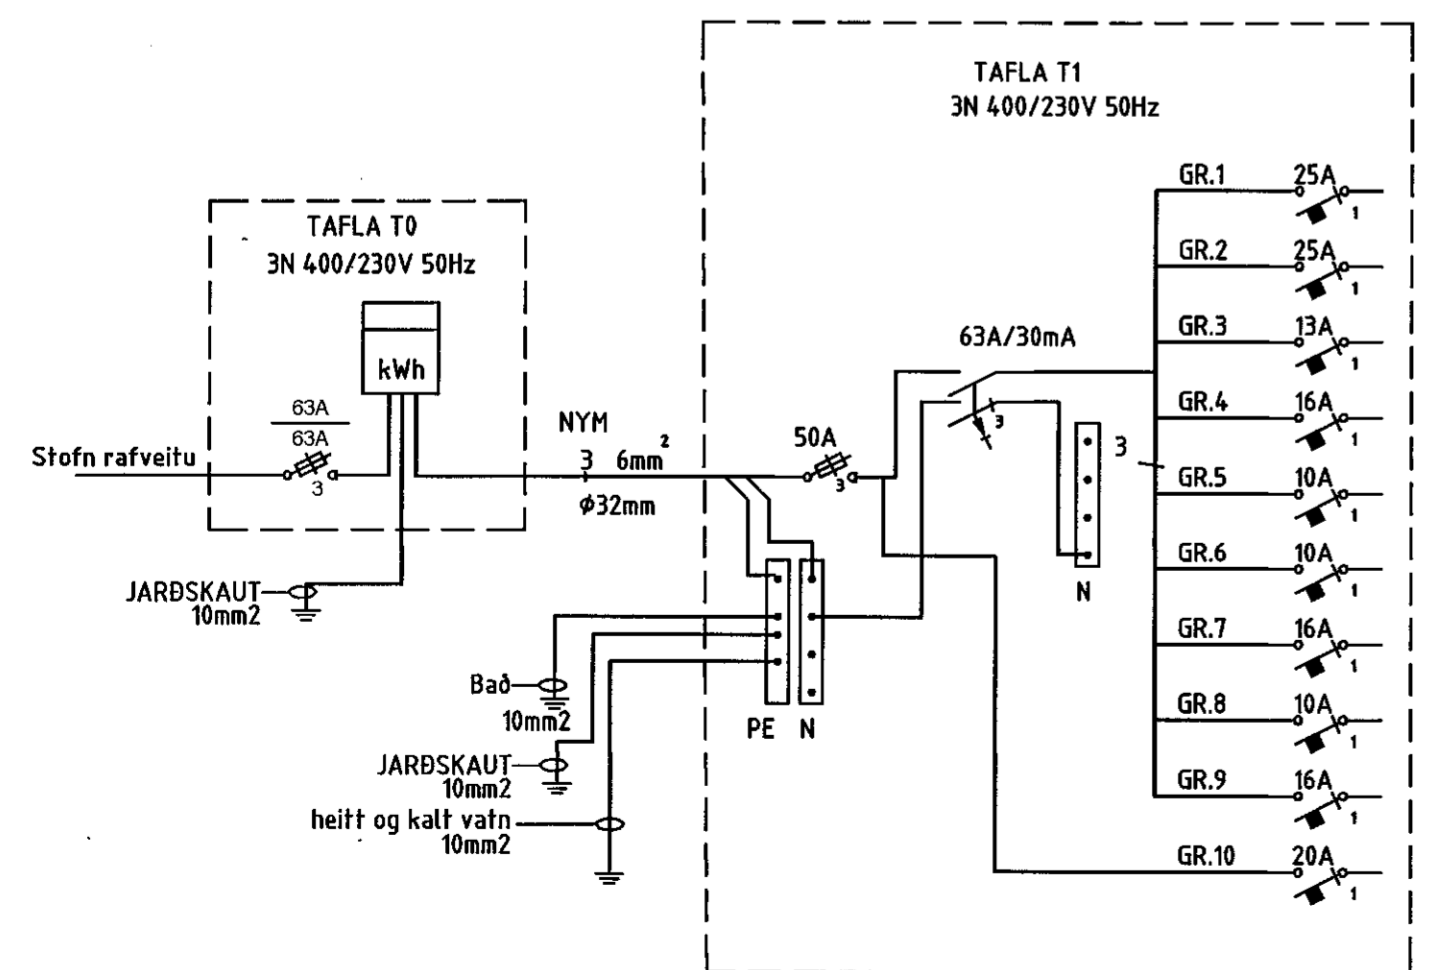 TAFLA T1
3N 400/230V 50Hz
TAFLA T0
3N 400/230V 50Hz
kWh
63A
63A
3
Stofn rafveitu
JARÐSKAUT
10mm2
NYM
3 6mm²
ϕ32mm
50A
3
63A/30mA
3
3
N
PE N
Bað
10mm2
JARÐSKAUT
10mm2
heitt og kalt vatn
10mm2
GR.1 25A
1
GR.2 25A
1
GR.3 13A
1
GR.4 16A
1
GR.5 10A
1
GR.6 10A
1
GR.7 16A
1
GR.8 10A
1
GR.9 16A
1
GR.10 20A
1